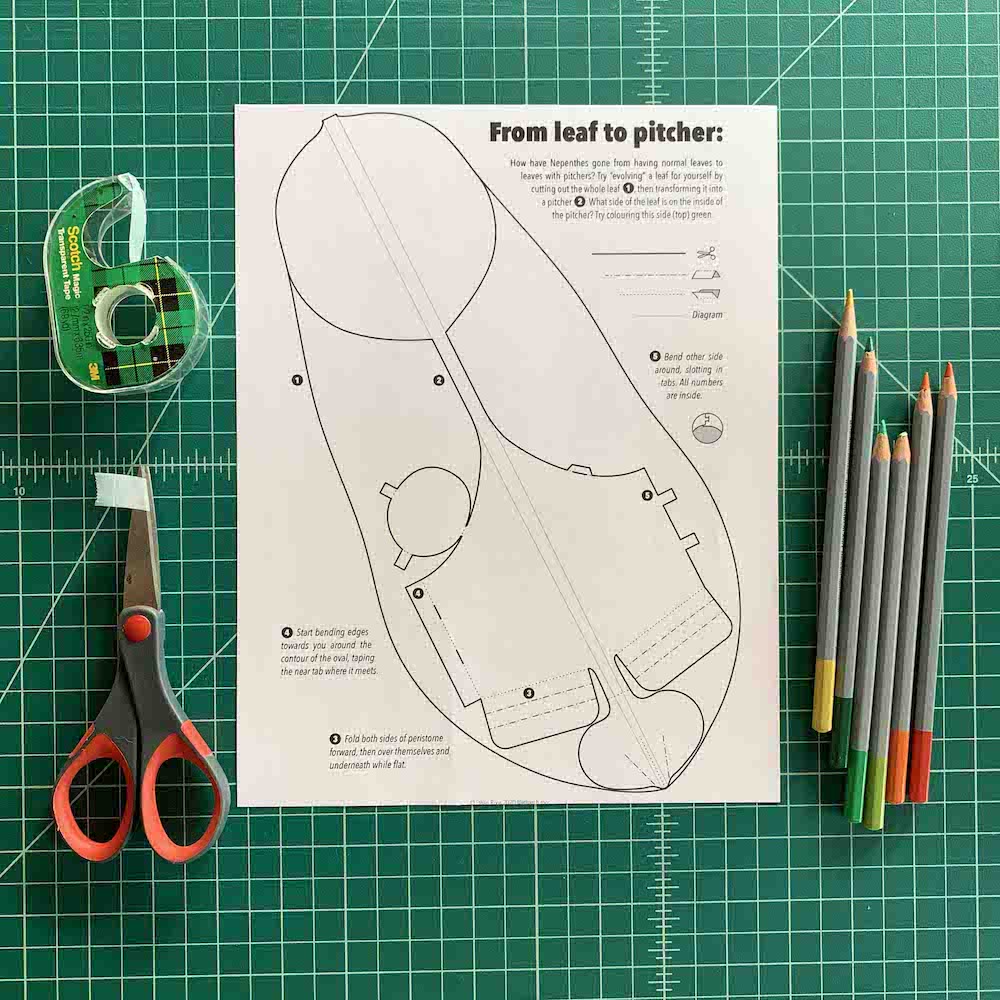 From leaf to pitcher:
How have Nepenthes gone from having normal leaves to
leaves with pitchers? Try "evolving" a leaf for yourself by
cutting out the whole leaf 1, then transforming it into
a pitcher 2. What side of the leaf is on the inside of
the pitcher? Try colouring this side (top) green.
Diagram
5 Bend other side
around, slotting in
tabs. All numbers
are inside.
1
2
5
4
3
4 Start bending edges
towards you around the
contour of the oval, taping
the near tab where it meets.
3 Fold both sides of peristome
forward, then over themselves and
underneath while flat.
Scotch Magic
Transparent Tape
3M
10
25